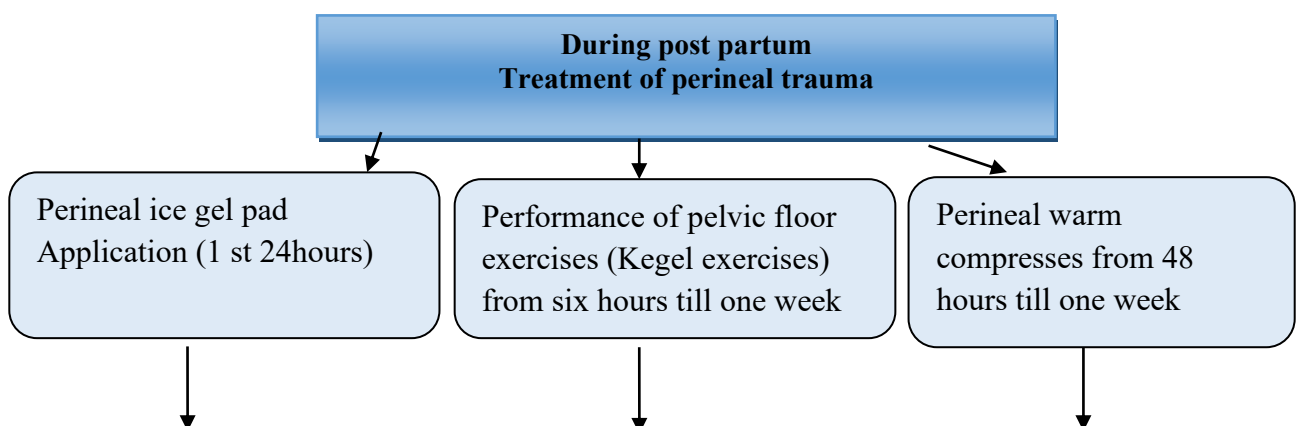 During post partum
Treatment of perineal trauma
Perineal ice gel pad
Application (1 st 24hours)
Performance of pelvic floor
exercises (Kegel exercises)
from six hours till one week
Perineal warm
compresses from 48
hours till one week